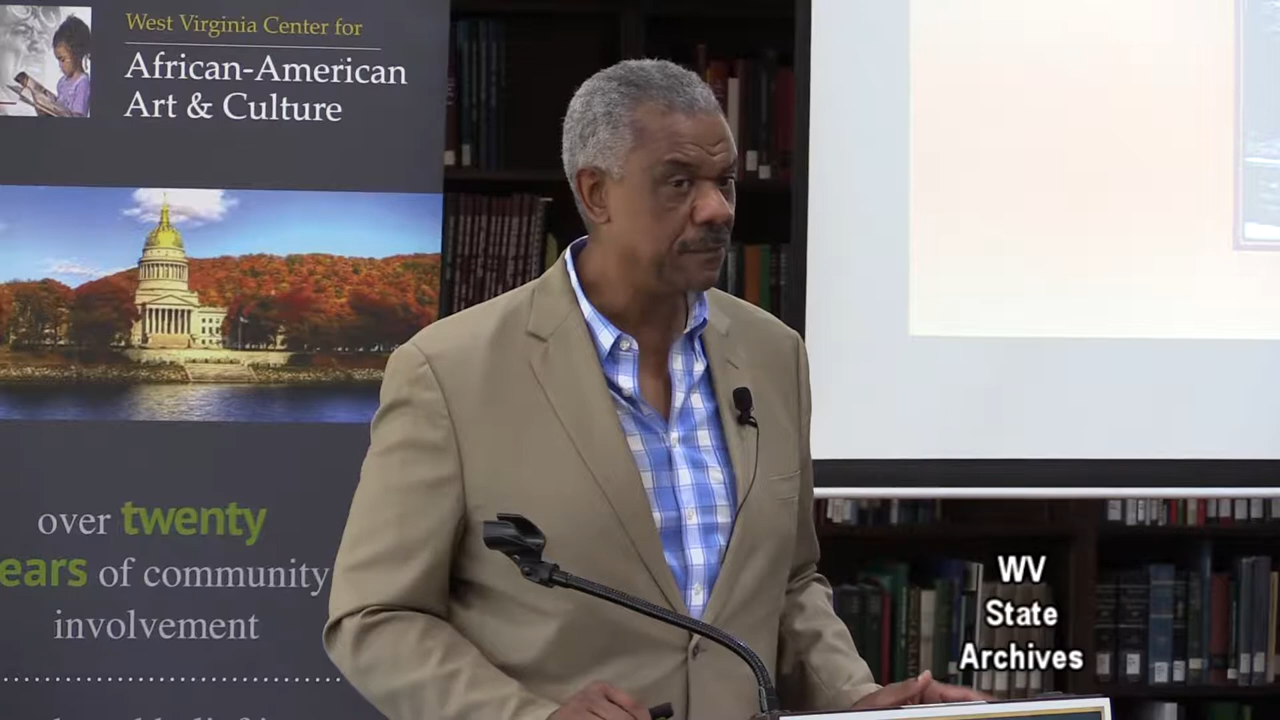 West Virginia Center for
African-American
Art & Culture
over twenty
ears of community
involvement
WV
State
Archives